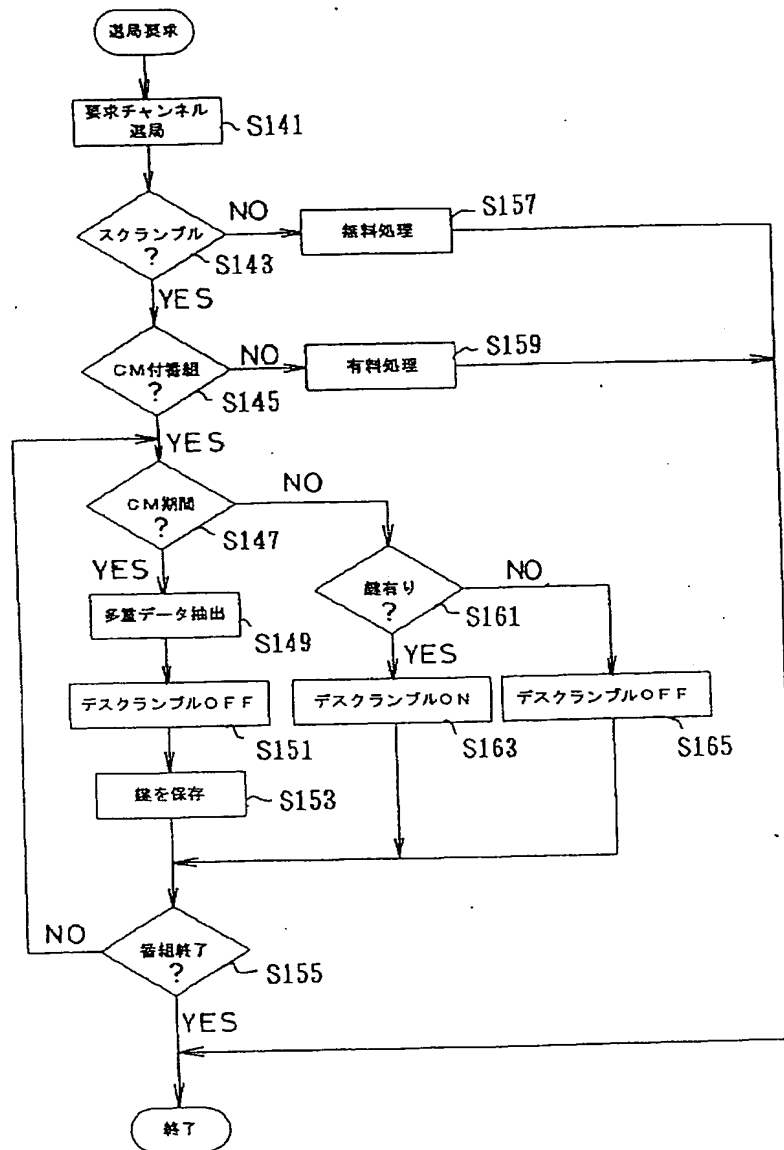 選局要求
要求チャンネル
選局
S141
スクランブル
?
S143
NO
無料処理
S157
YES
CM付番組
?
S145
NO
有料処理
S159
YES
CM期間
?
S147
NO
YES
鍵有り
?
S161
NO
多重データ抽出
S149
YES
デスクランブルOFF
S151
デスクランブルON
S163
デスクランブルOFF
S165
鍵を保存
S153
番組終了
?
S155
NO
YES
終了